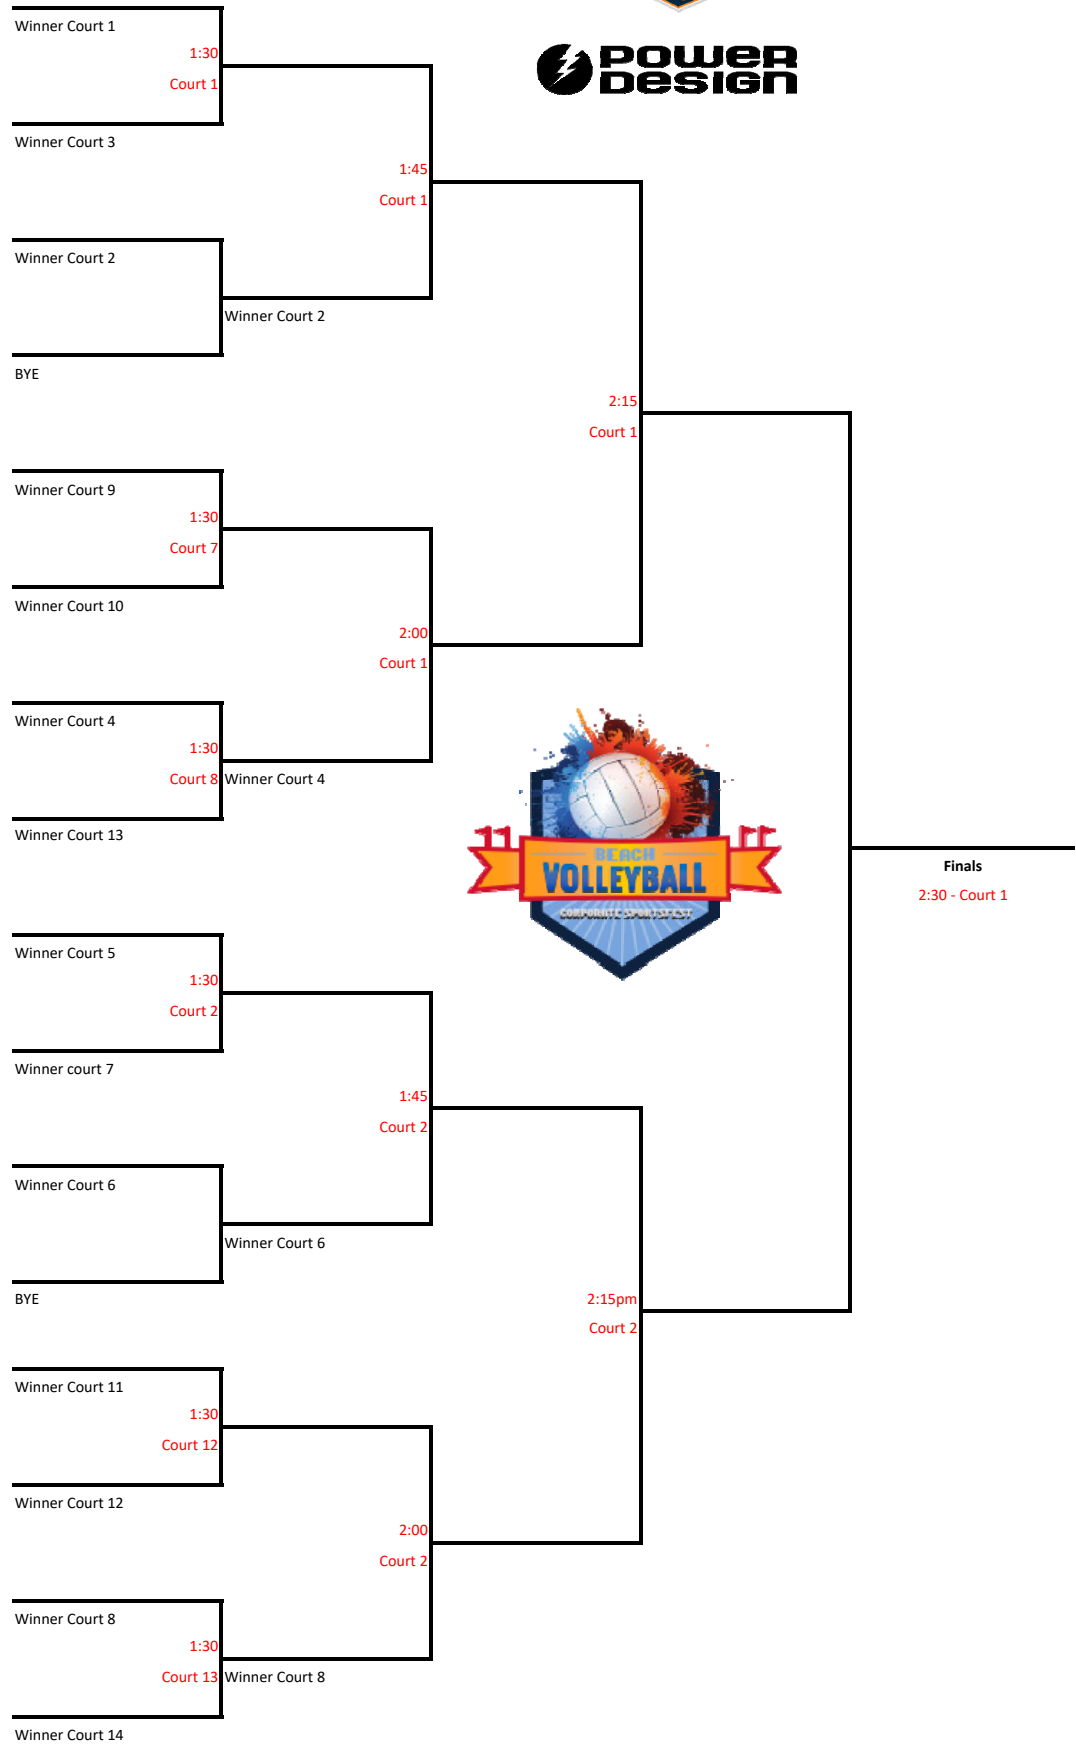 Winner Court 1
POWER
DESIGN
1:30
Court 1
Winner Court 3
1:45
Court 1
Winner Court 2
Winner Court 2
BYE
2:15
Court 1
Winner Court 9
1:30
Court 7
Winner Court 10
2:00
Court 1
Winner Court 4
1:30
Court 8
Winner Court 4
Winner Court 13
BEACH
VOLLEYBALL
CORPORATE SPORTSFEST
Finals
2:30 - Court 1
Winner Court 5
1:30
Court 2
Winner court 7
1:45
Court 2
Winner Court 6
Winner Court 6
BYE
2:15pm
Court 2
Winner Court 11
1:30
Court 12
Winner Court 12
2:00
Court 2
Winner Court 8
1:30
Court 13
Winner Court 8
Winner Court 14